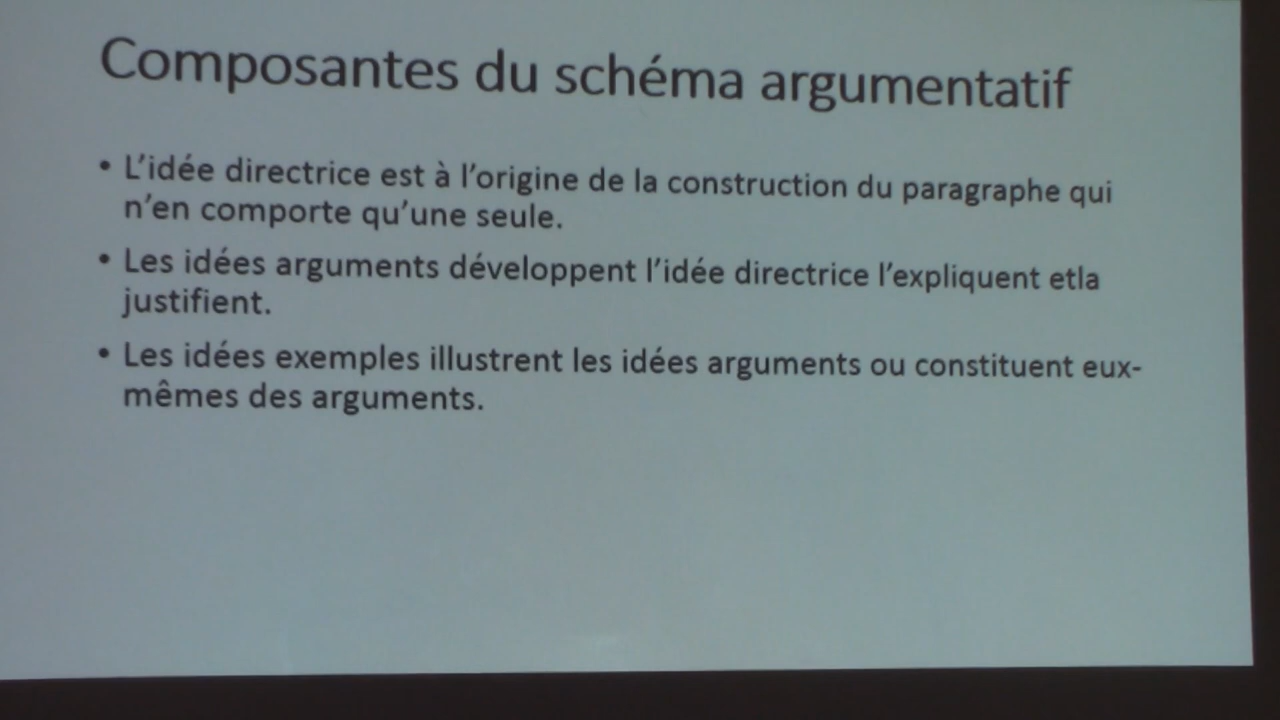 Composantes du schéma argumentatif
• L'idée directrice est à l'origine de la construction du paragraphe qui
n'en comporte qu'une seule.
• Les idées arguments développent l'idée directrice l'expliquent etla
justifient.
• Les idées exemples illustrent les idées arguments ou constituent eux-
mêmes des arguments.